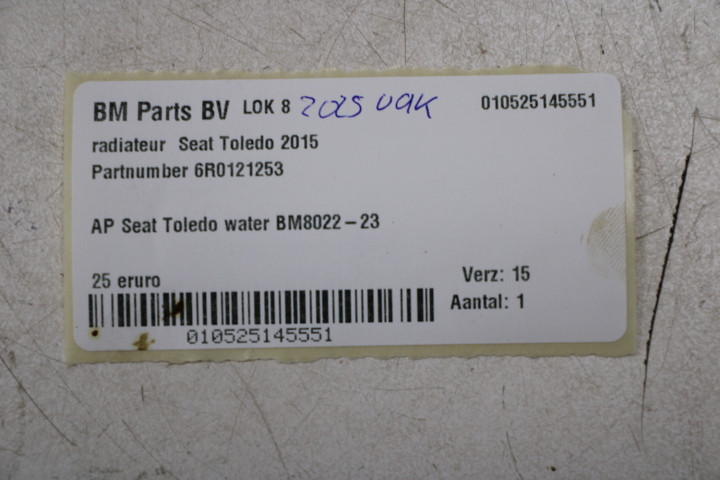 BM Parts BV LOK 8 2025 vak 010525145551
radiateur Seat Toledo 2015
Partnumber 6R0121253
AP Seat Toledo water BM8022-23
25 eruro
Verz: 15
Aantal: 1
010525145551